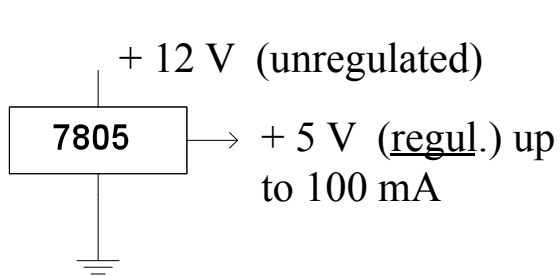 + 12 V (unregulated)
7805
+ 5 V (regul.) up
to 100 mA